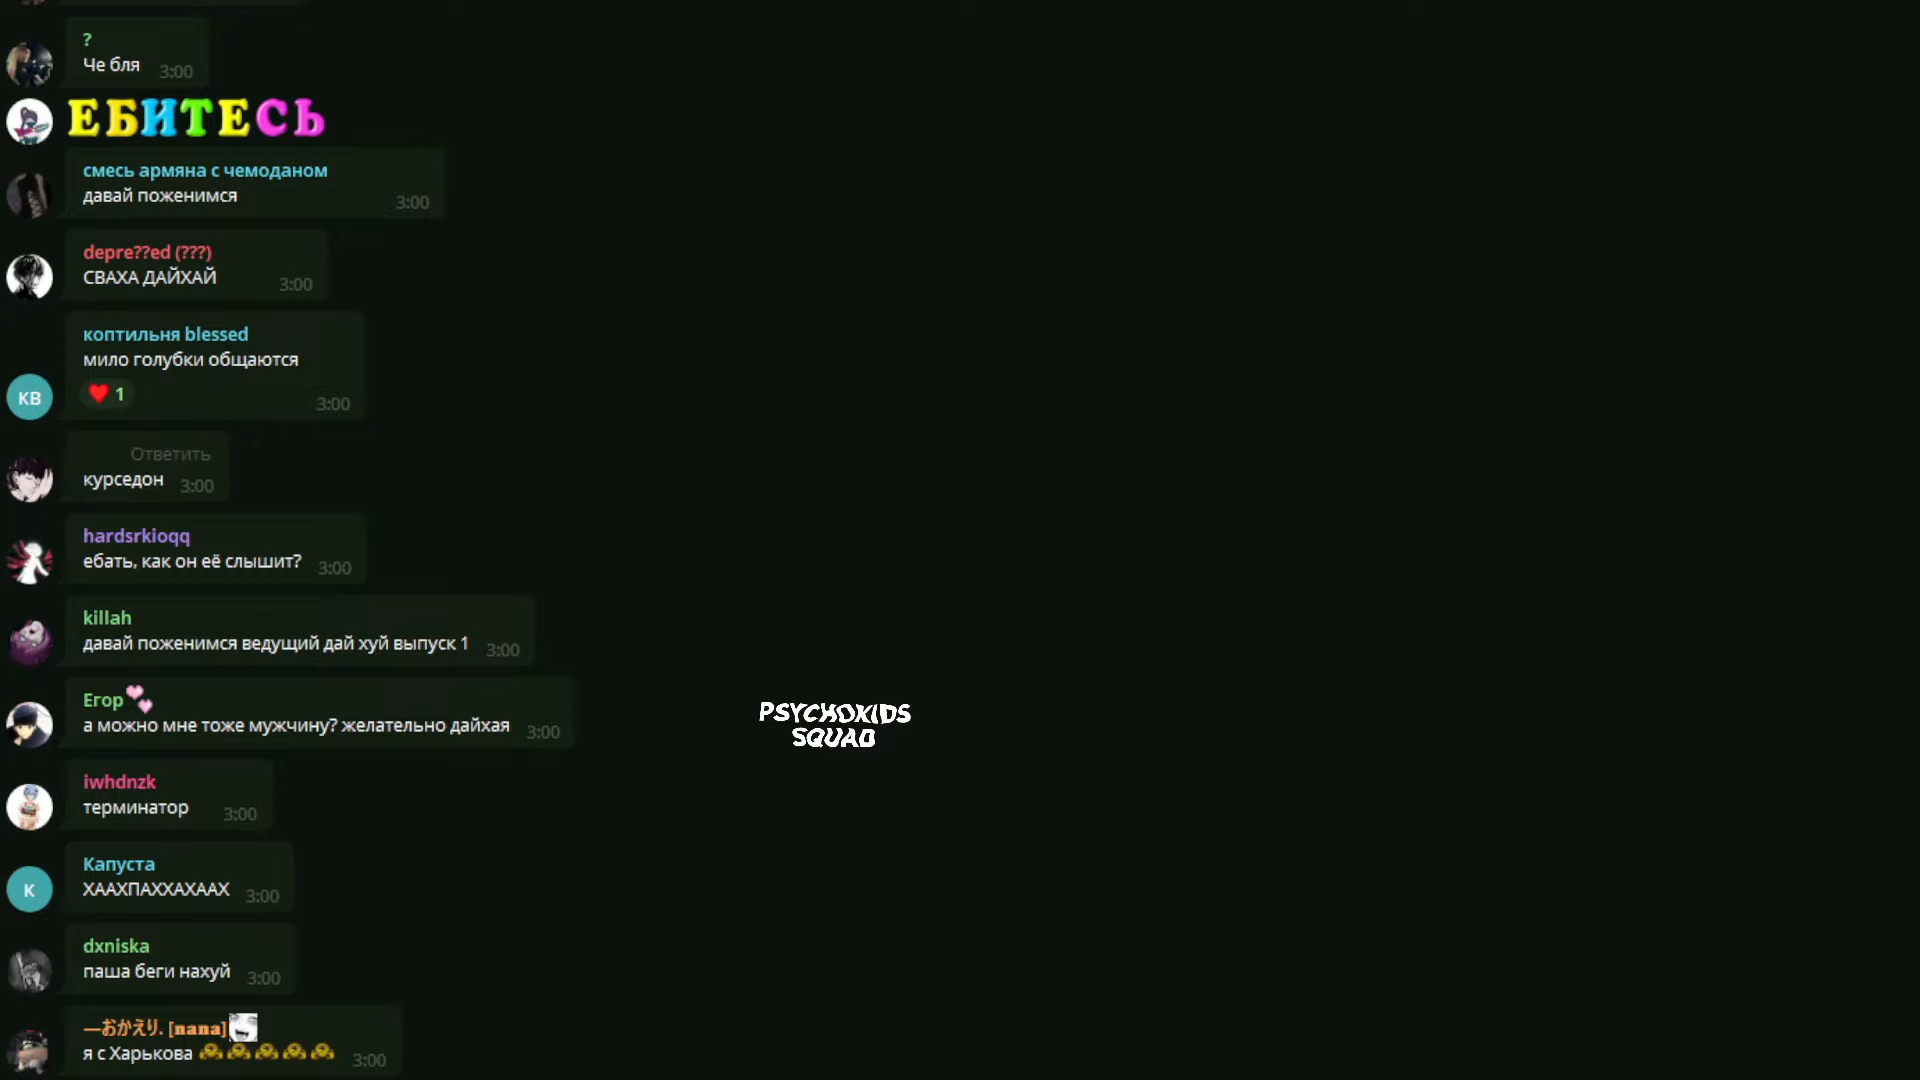 ?
Че бля 3:00
ЕБИТЕСЬ
смесь армяна с чемоданом
давай поженимся 3:00
depre??ed (???)
СВАХА ДАЙХАЙ 3:00
коптильня blessed
мило голубки общаются
❤️ 1
КВ 3:00
Ответить
курседон 3:00
hardsrkioqq
ебать, как он её слышит? 3:00
killah
давай поженимся ведущий дай хуй выпуск 1 3:00
Егор
а можно мне тоже мужчину? желательно дайхая 3:00
PSYCHOKIDS
SQUAD
iwhdnzk
терминатор 3:00
Капуста
К ХААХПАХХАХААХ 3:00
dxniska
паша беги нахуй 3:00
—おかえり. [nana]
я с Харькова 3:00